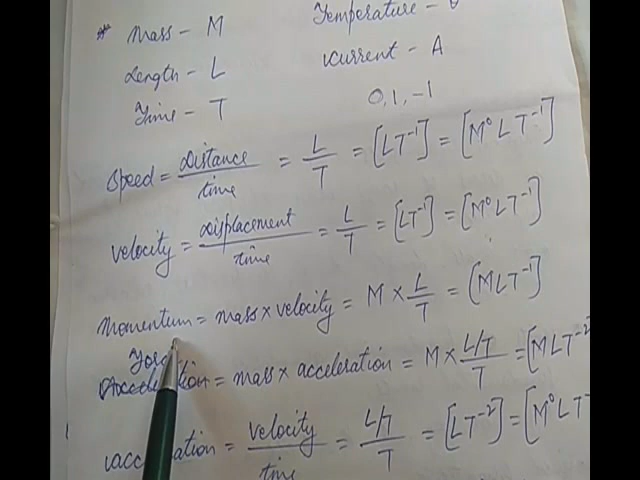 * Mass - M
Temperature - θ
Length - L
Current - A
Time - T
0, 1, -1
Speed = Distance/time = L/T = [LT⁻¹] = [M⁰LT⁻¹]
Velocity = Displacement/time = L/T = [LT⁻¹] = [M⁰LT⁻¹]
Momentum = mass × velocity = M × L/T = [MLT⁻¹]
= mass × acceleration = M × L/T/T = [MLT⁻²
= velocity/time = L/T/T = [LT⁻²] = [M⁰LT⁻